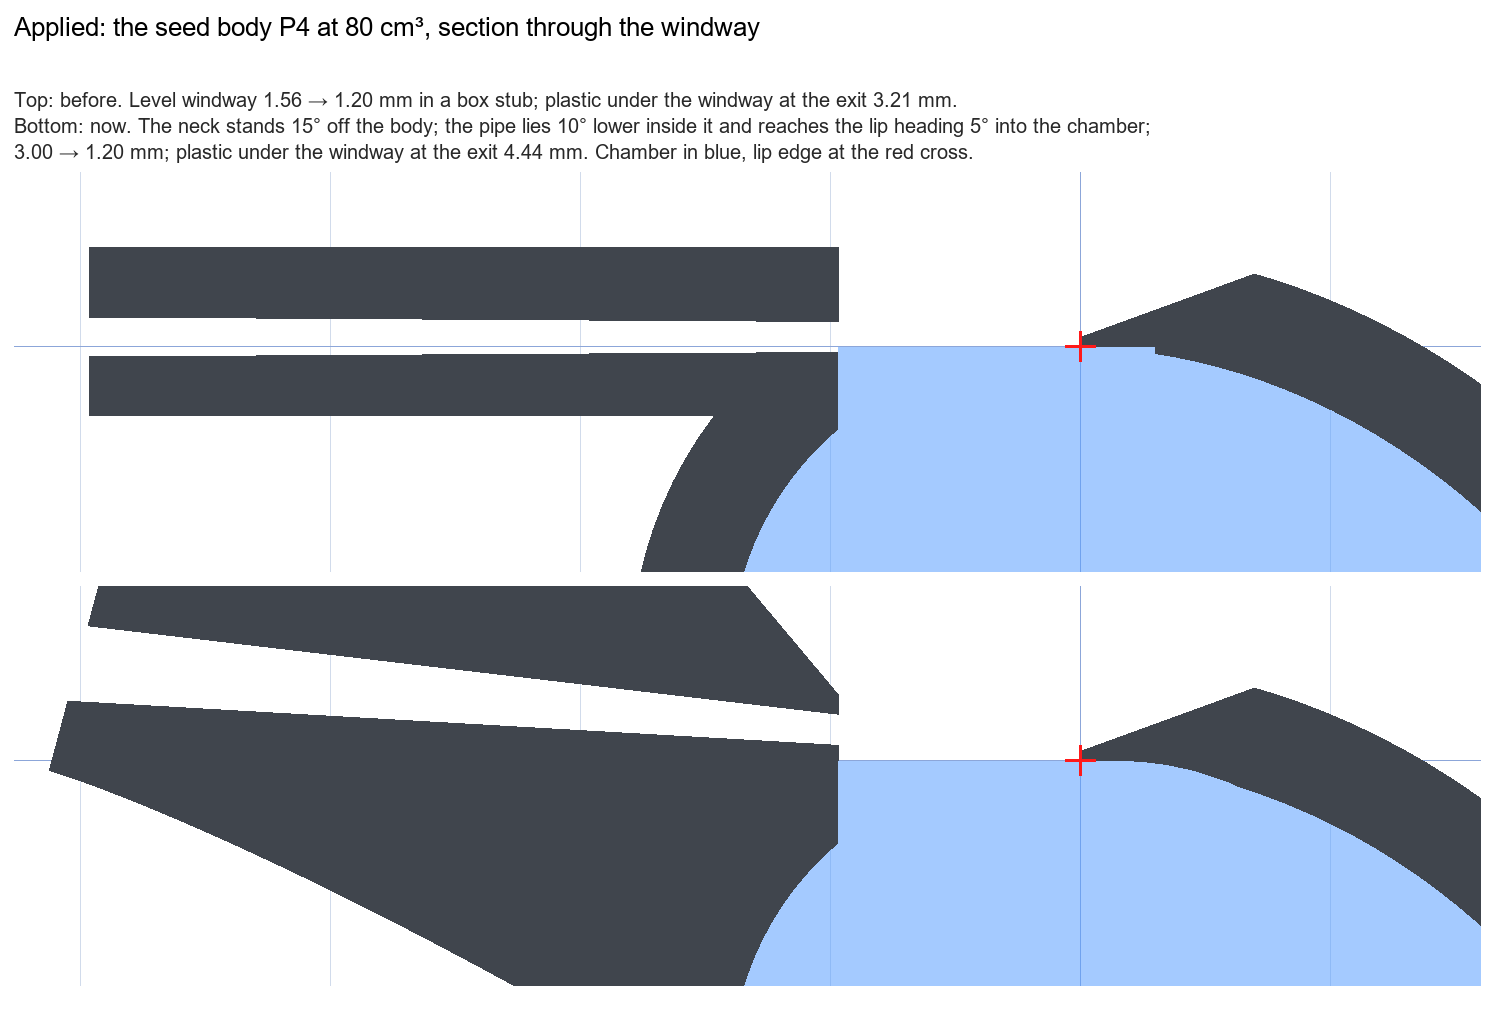 Applied: the seed body P4 at 80 cm³, section through the windway
Top: before. Level windway 1.56 → 1.20 mm in a box stub; plastic under the windway at the exit 3.21 mm.
Bottom: now. The neck stands 15° off the body; the pipe lies 10° lower inside it and reaches the lip heading 5° into the chamber;
3.00 → 1.20 mm; plastic under the windway at the exit 4.44 mm. Chamber in blue, lip edge at the red cross.